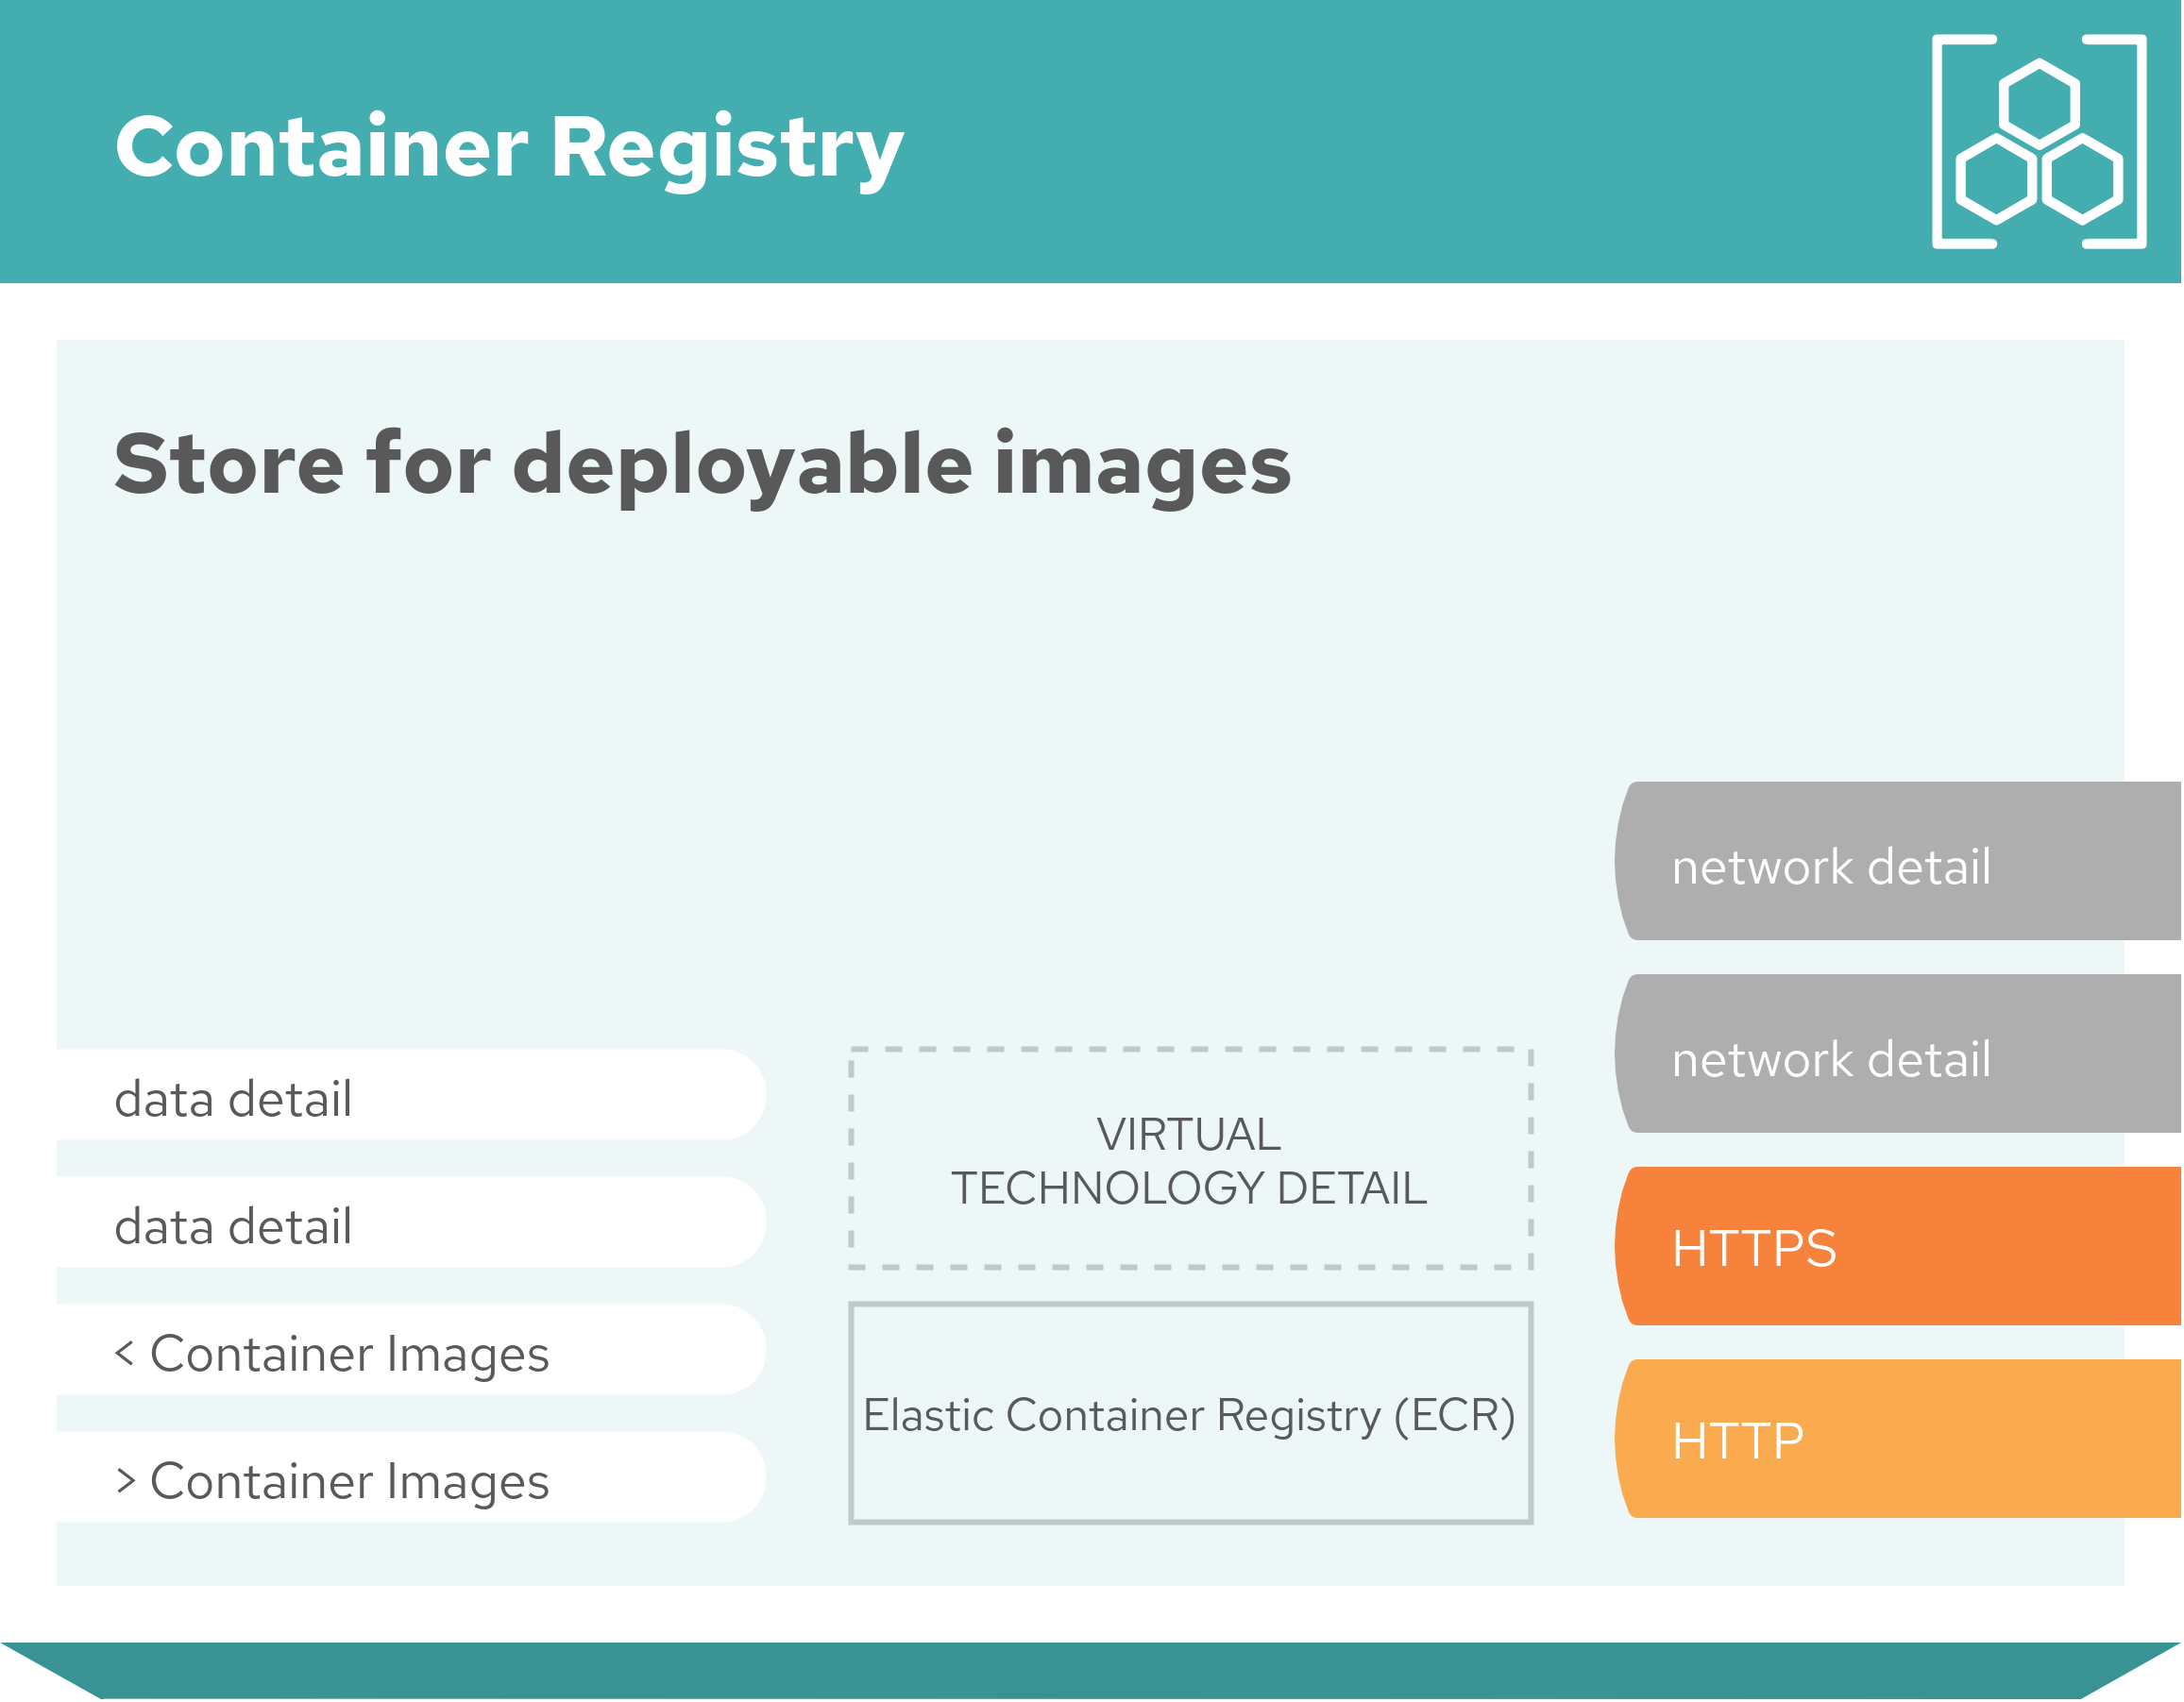 Container Registry
Store for deployable images
network detail
network detail
data detail
data detail
< Container Images
> Container Images
VIRTUAL
TECHNOLOGY DETAIL
Elastic Container Registry (ECR)
HTTPS
HTTP